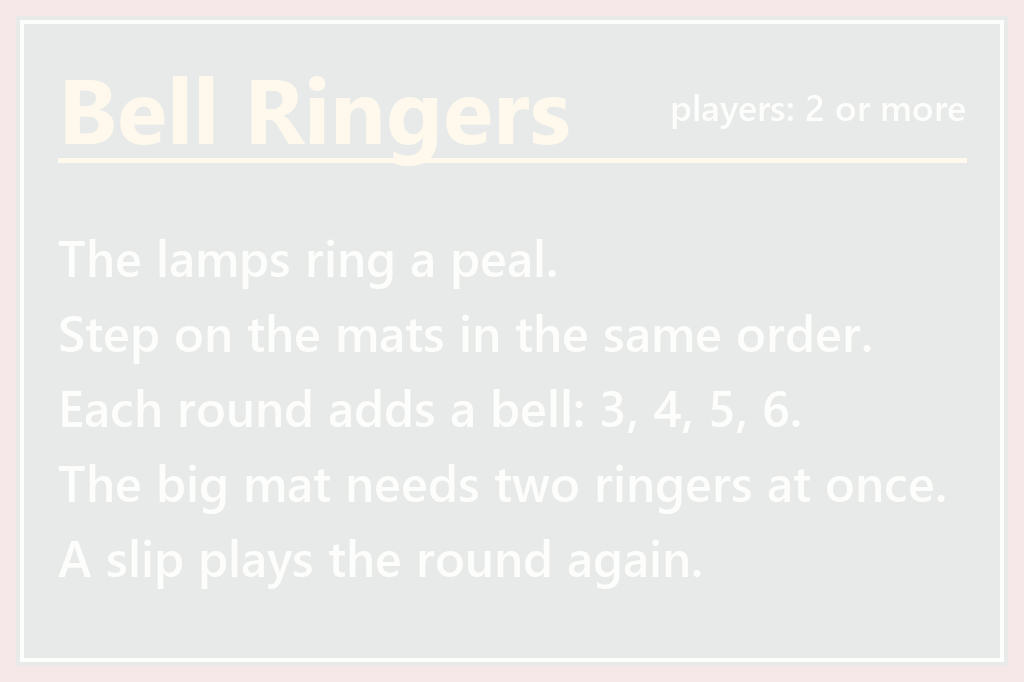 Bell Ringers
players: 2 or more
The lamps ring a peal.
Step on the mats in the same order.
Each round adds a bell: 3, 4, 5, 6.
The big mat needs two ringers at once.
A slip plays the round again.